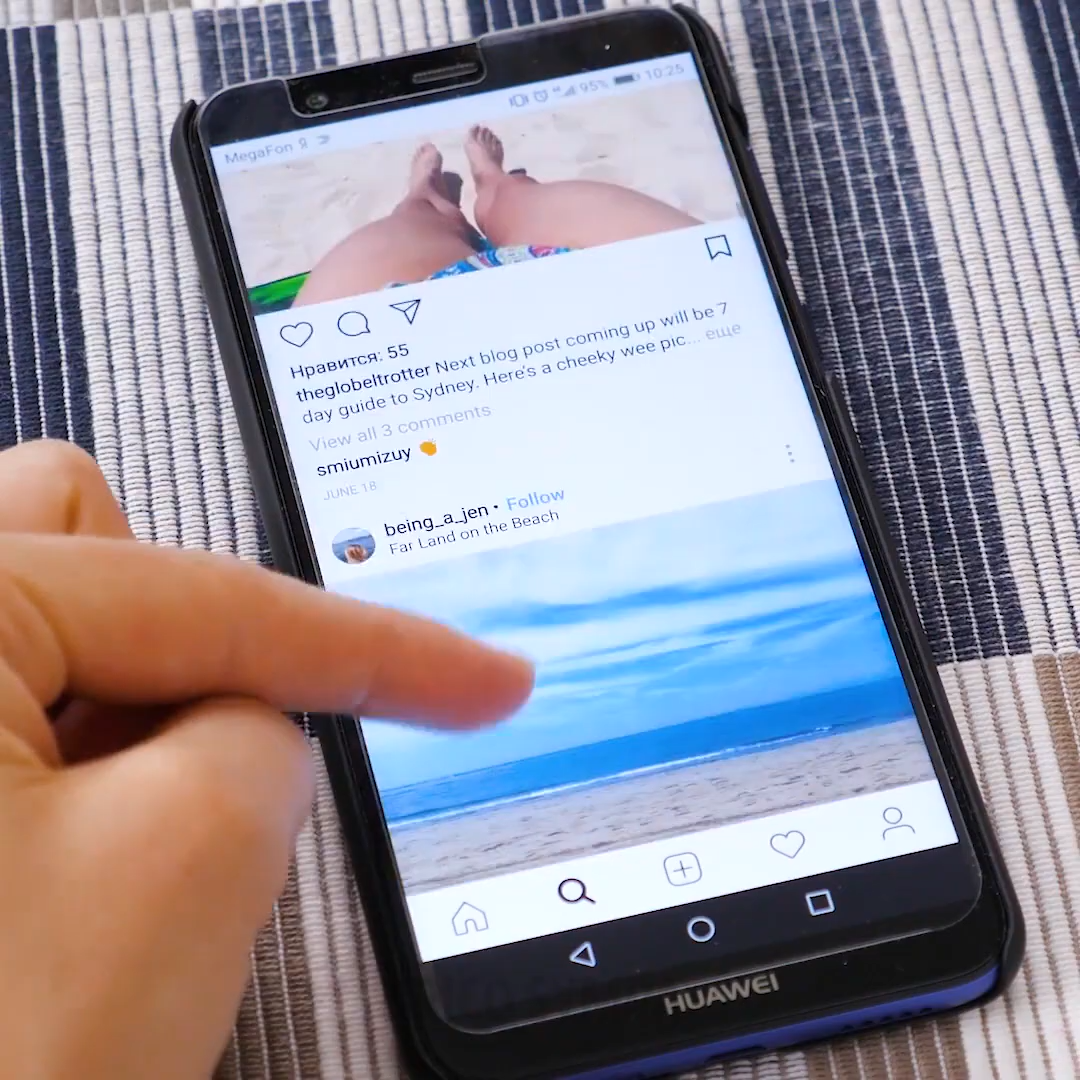 MegaFon
95% 10:25
Нравится: 55
theglobeltrotter Next blog post coming up will be 7
day guide to Sydney. Here's a cheeky wee pic... еще
View all 3 comments
smiumizuy 👏
JUNE 18
being_a_jen • Follow
Far Land on the Beach
HUAWEI